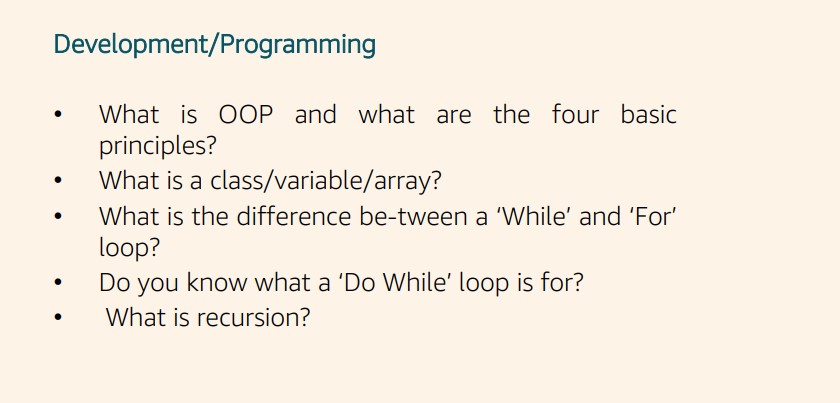 Development/Programming
• What is OOP and what are the four basic
principles?
• What is a class/variable/array?
• What is the difference be-tween a ‘While’ and ‘For’
loop?
• Do you know what a ‘Do While’ loop is for?
• What is recursion?